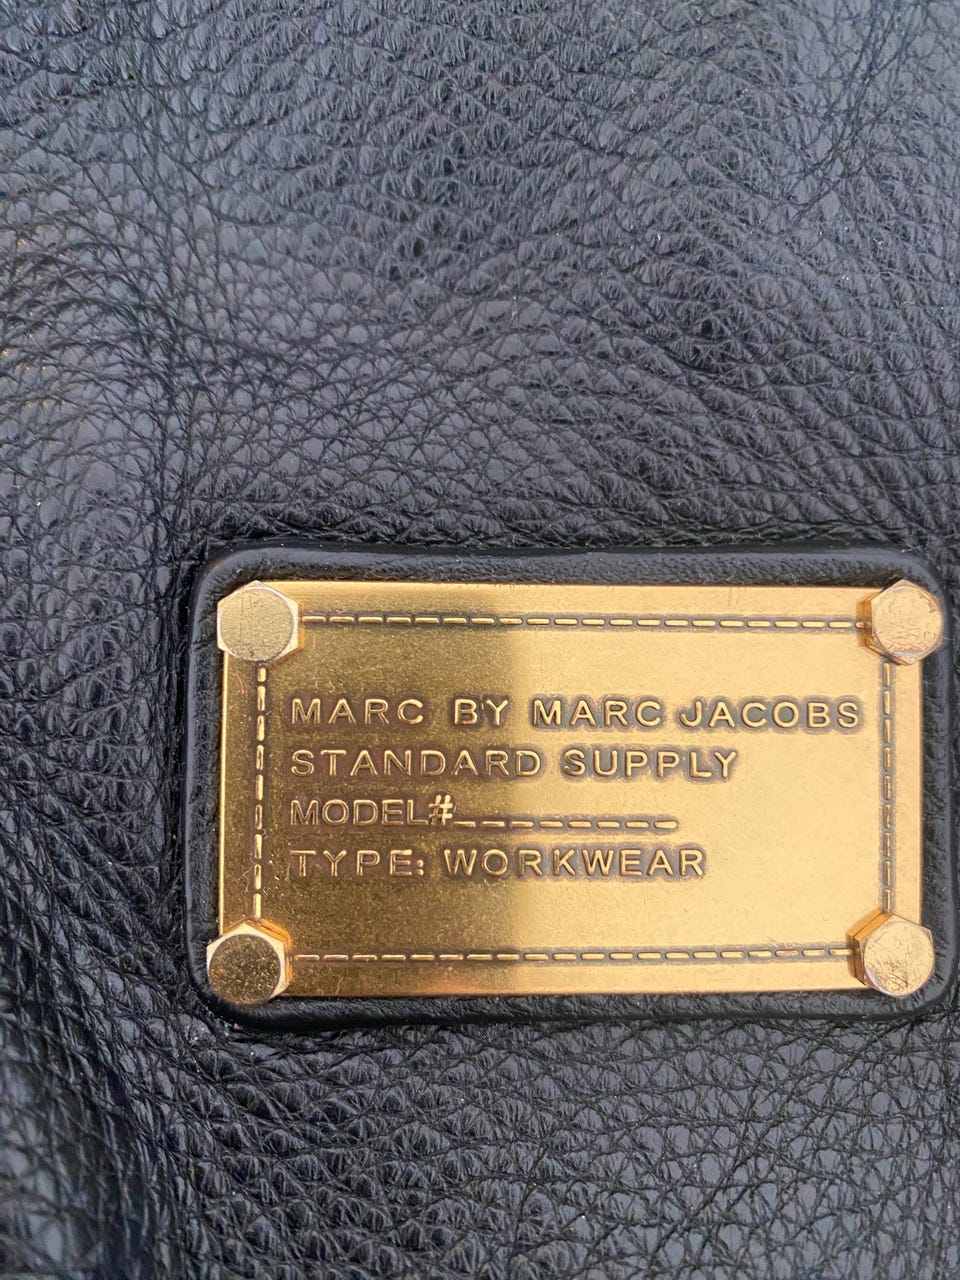 MARC BY MARC JACOBS
STANDARD SUPPLY
MODEL#_________
TYPE: WORKWEAR